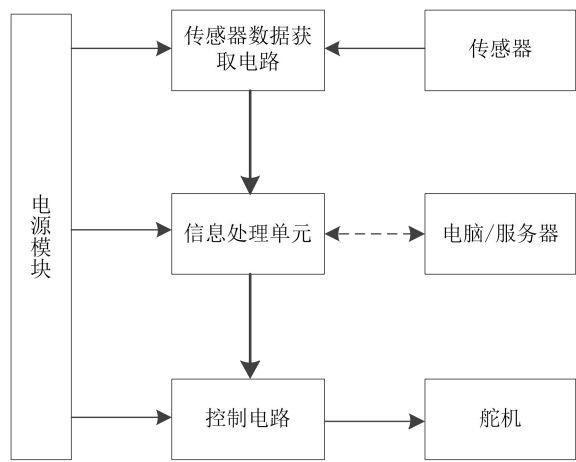 传感器数据获
取电路
传感器
电源模块
信息处理单元
电脑/服务器
控制电路
舵机